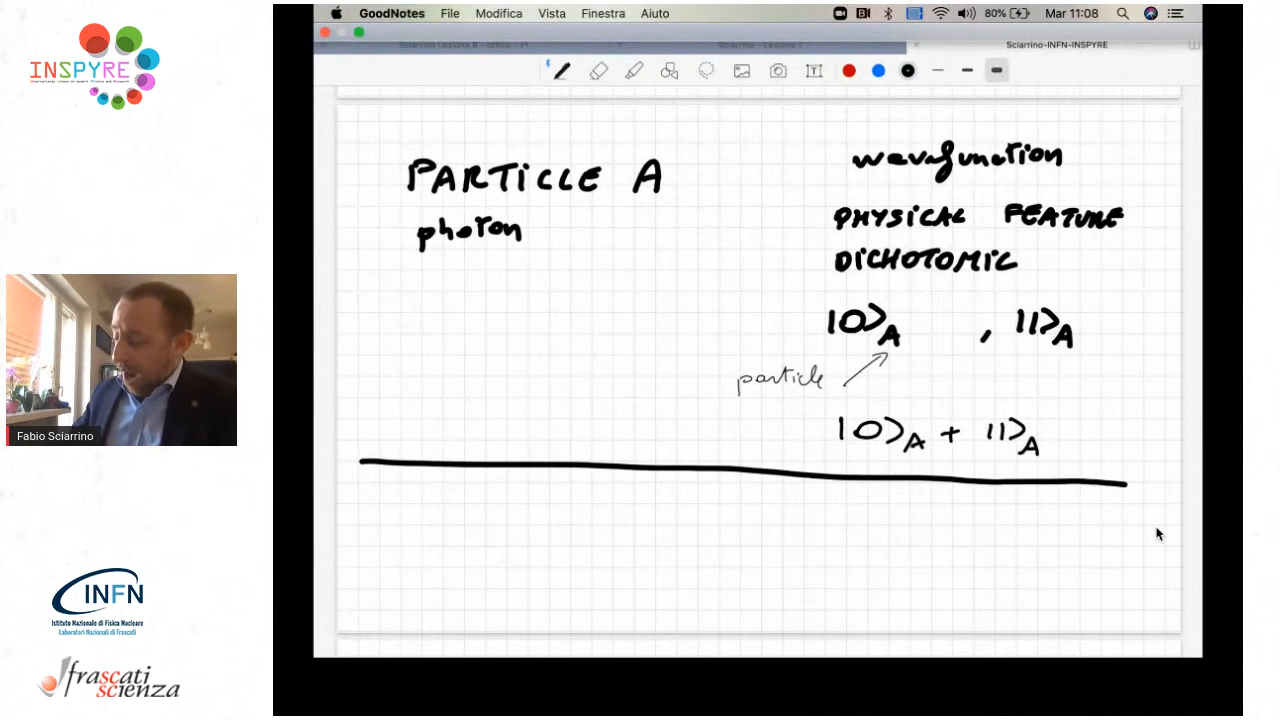 GoodNotes File Modifica Vista Finestra Aiuto 80% Mar 11:08
Sciarrino-INFN-INSPYRE
INSPYRE
PARTICLE A
photon
wavefunction
PHYSICAL FEATURE
DICHOTOMIC
|0>A , |1>A
particle
|0>A + |1>A
Fabio Sciarrino
INFN
Istituto Nazionale di Fisica Nucleare
Laboratori Nazionali di Frascati
frascati
scienza